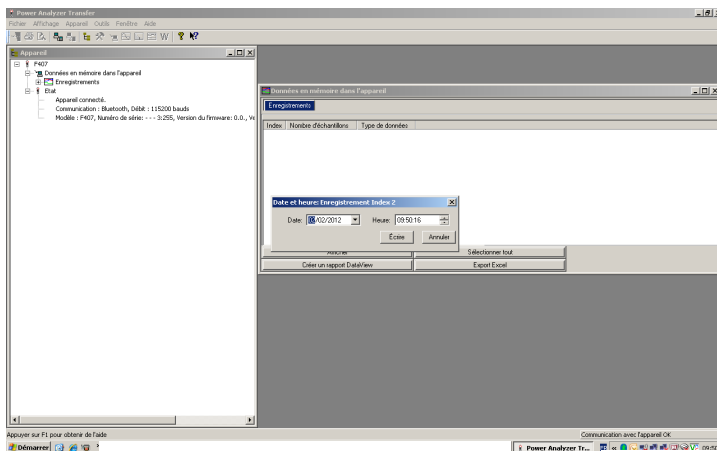 Power Analyzer Transfer
Fichier Affichage Appareil Outils Fenêtre Aide
Appareil
F407
Données en mémoire dans l'appareil
Enregistrements
Etat
Appareil connecté.
Communication : Bluetooth, Débit : 115200 bauds
Modèle : F407, Numéro de série: - - - 3:255, Version du firmware: 0.0., Ve
Données en mémoire dans l'appareil
Enregistrements
Index Nombre d'échantillons Type de données
Date et heure: Enregistrement Index 2
Date: 02/02/2012 Heure: 09:50:16
Écrire Annuler
Afficher Sélectionner tout
Créer un rapport DataView Export Excel
Appuyer sur F1 pour obtenir de l'aide Communication avec l'appareil OK
Démarrer Power Analyzer Tr...